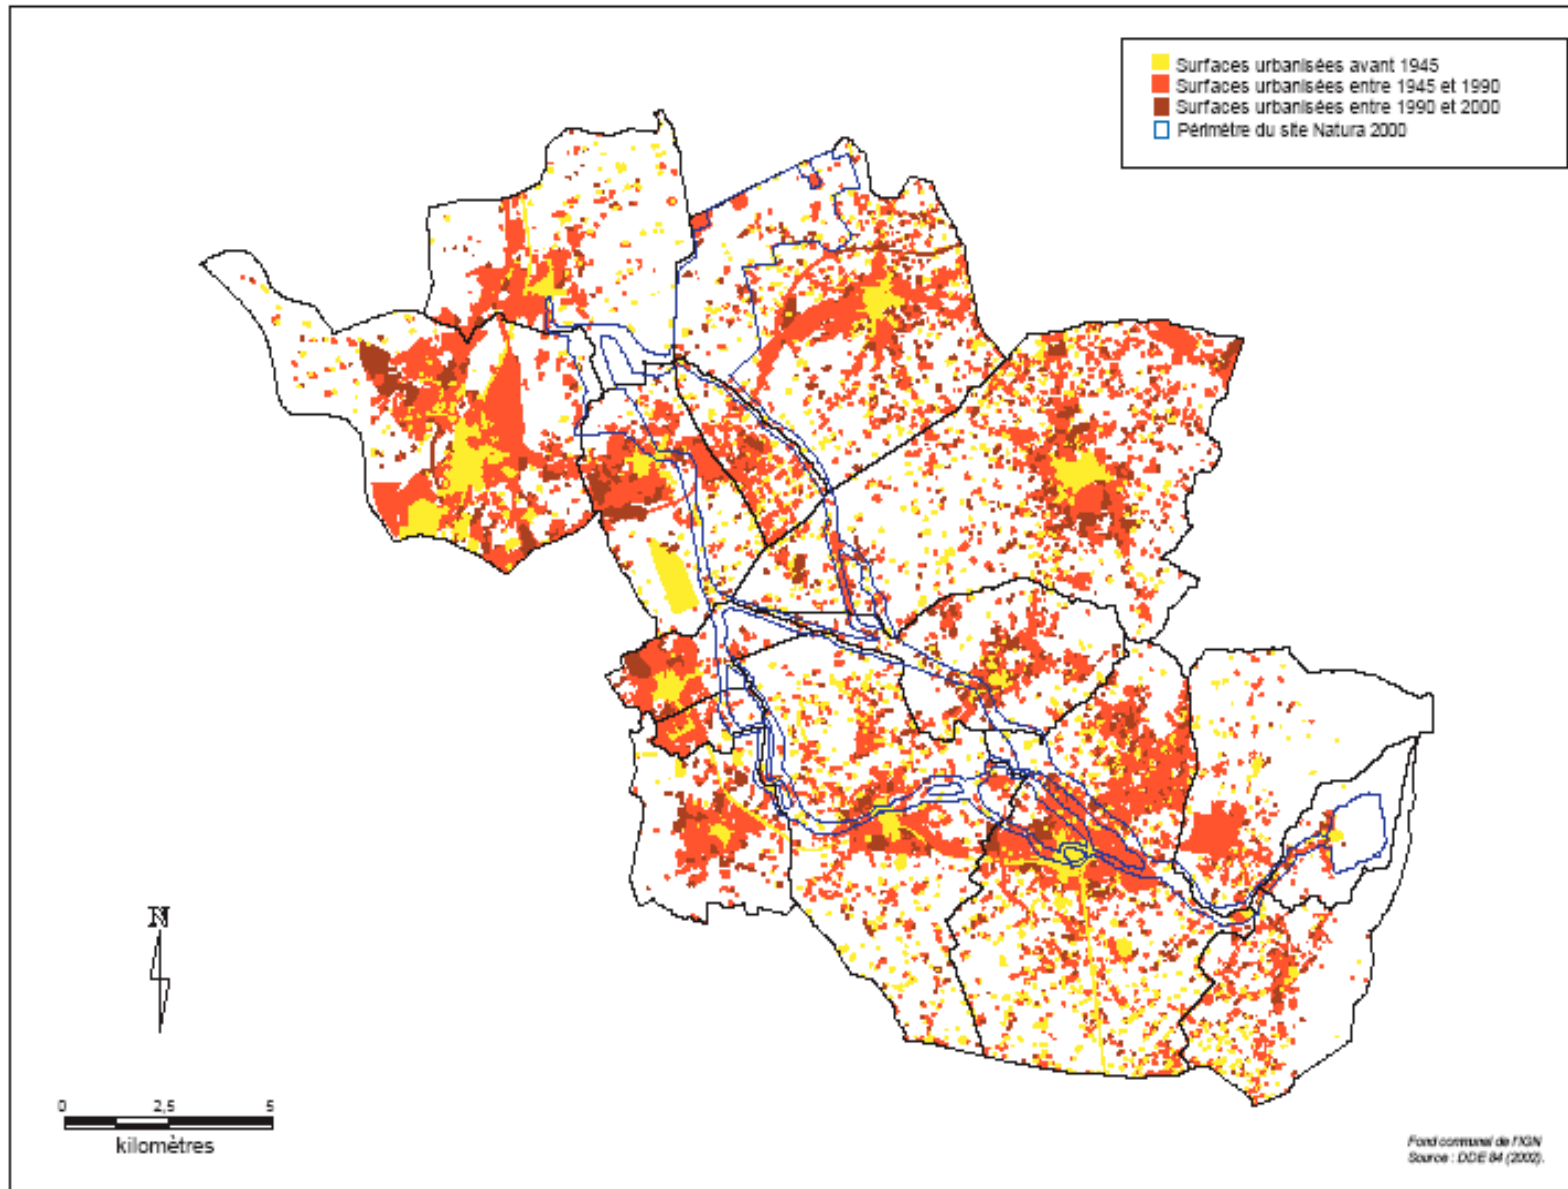 Surfaces urbanisées avant 1945
Surfaces urbanisées entre 1945 et 1990
Surfaces urbanisées entre 1990 et 2000
Périmètre du site Natura 2000
N
0 2,5 5
kilomètres
Fond communal de l'IGN
Source : DDE 84 (2002).